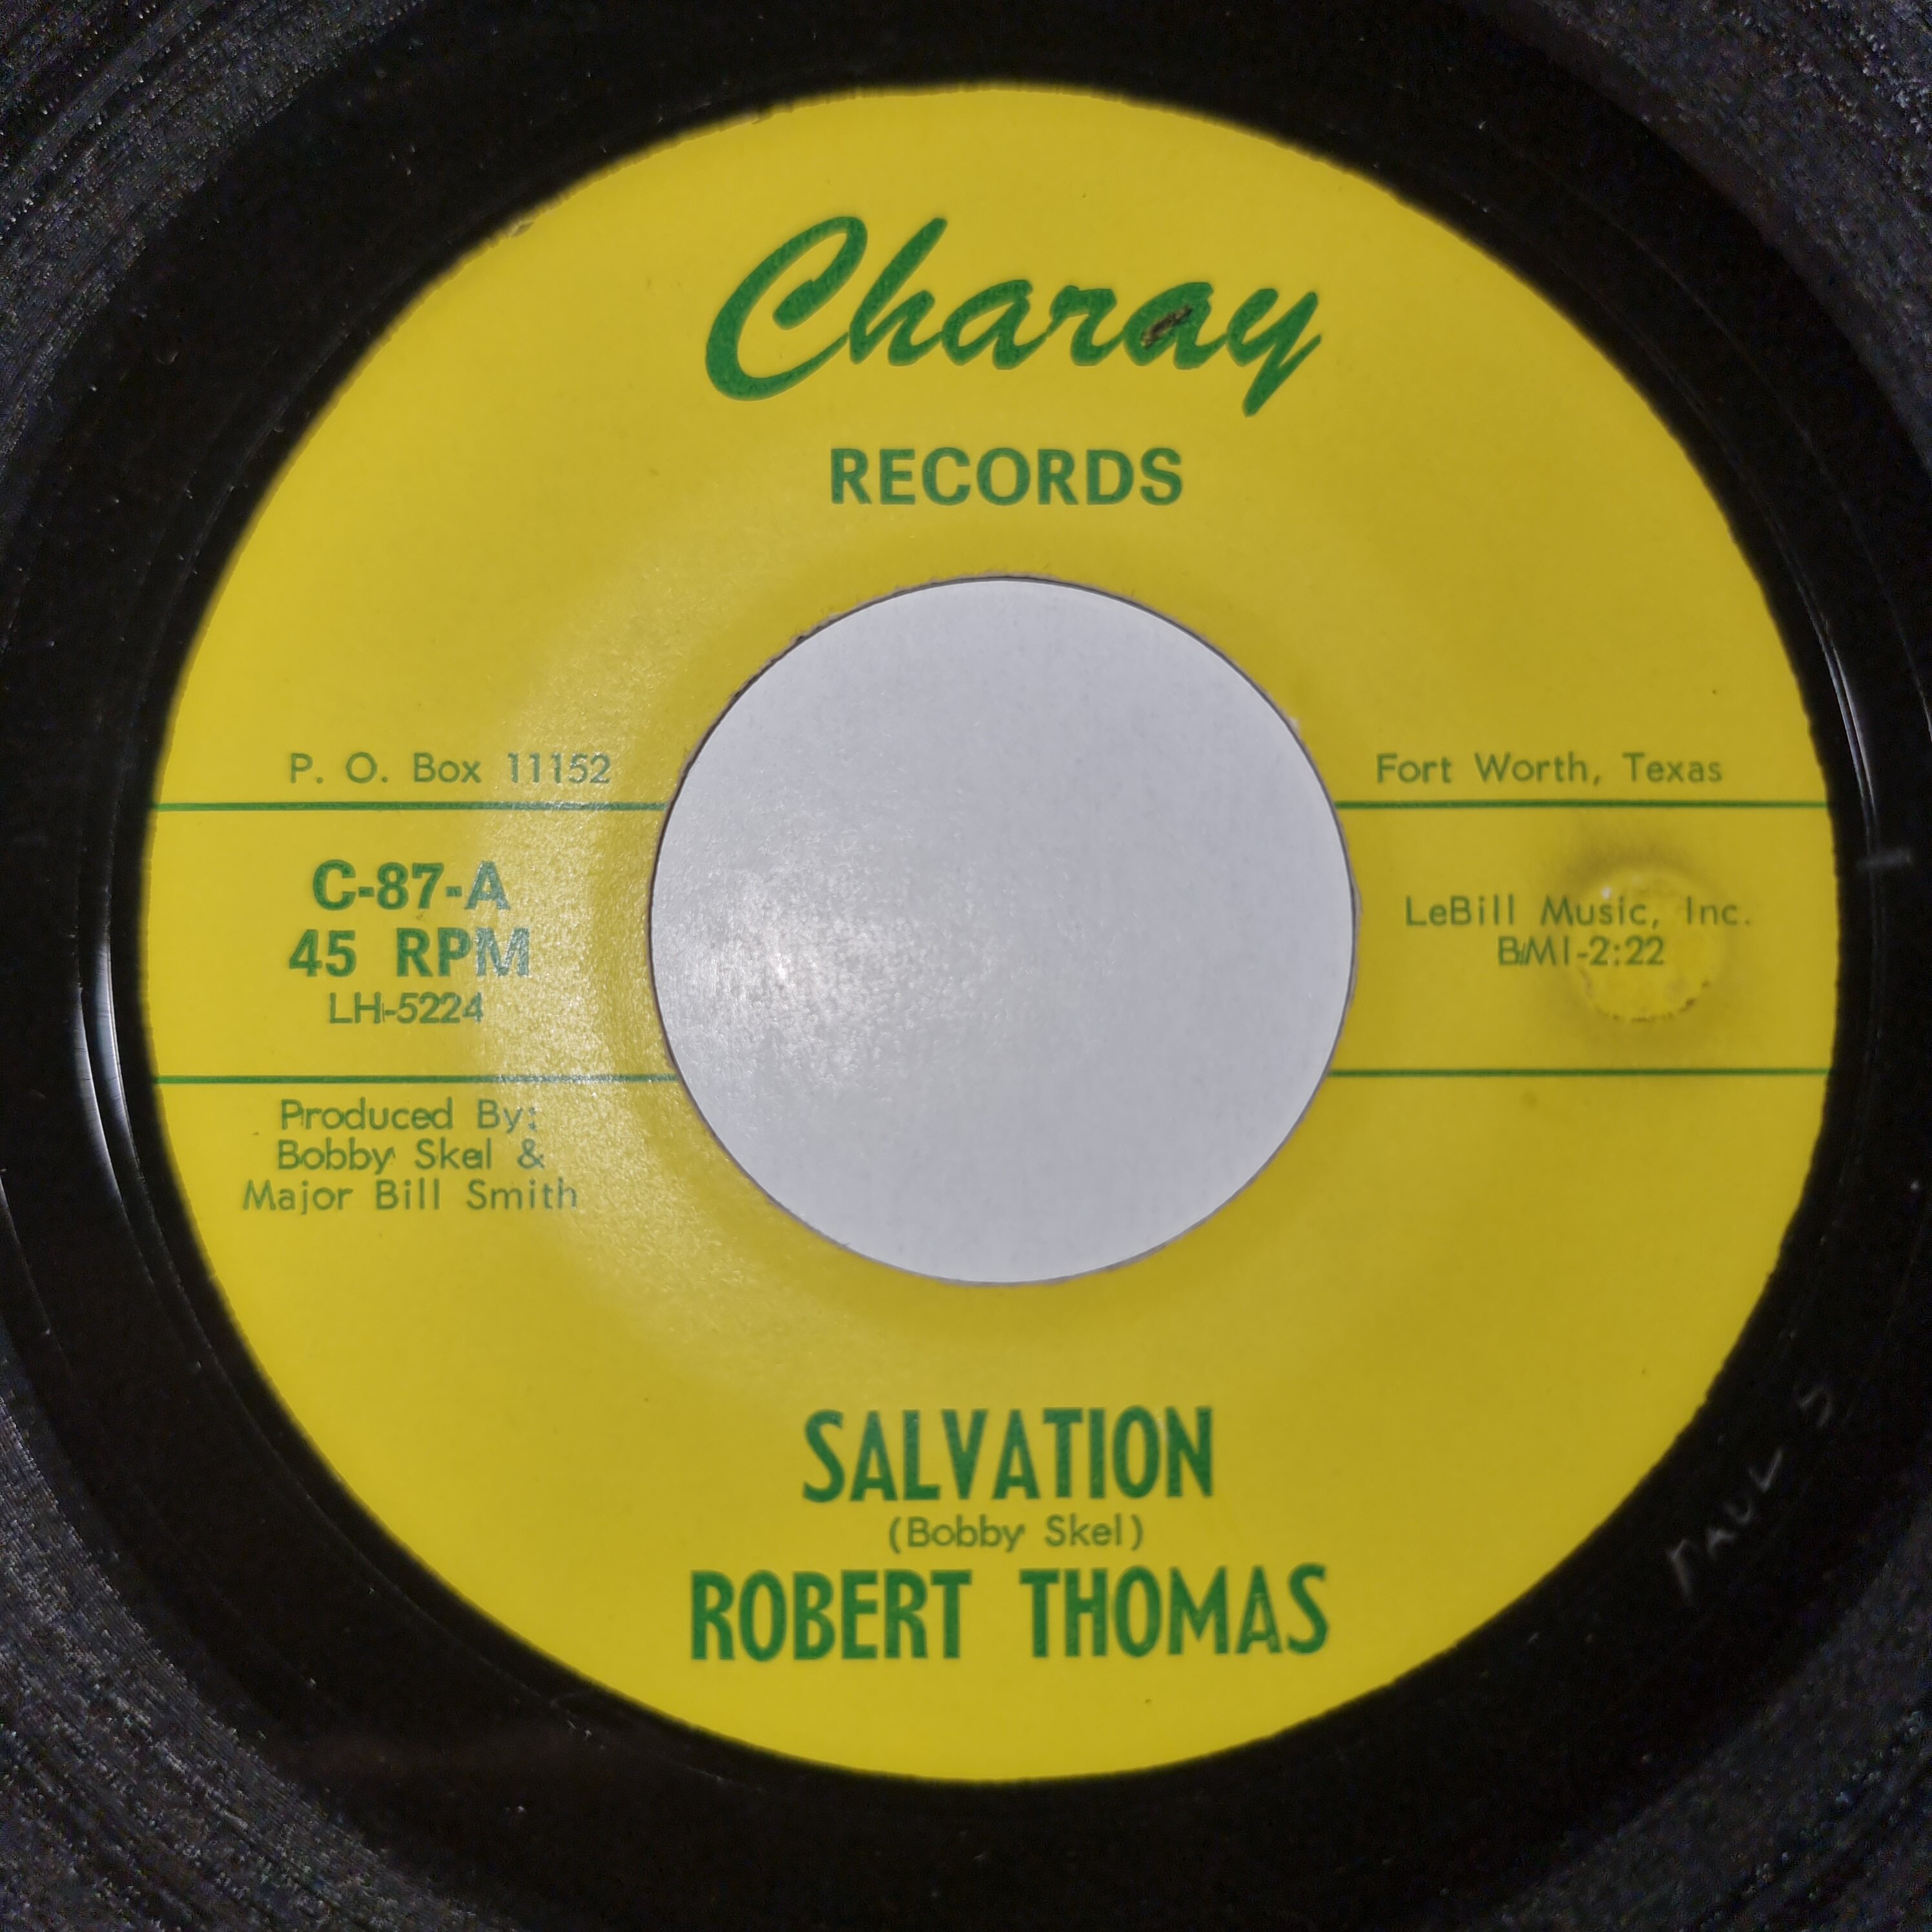 Charay
RECORDS
P. O. Box 11152
Fort Worth, Texas
C-87-A
45 RPM
LH-5224
LeBill Music, Inc.
BMI-2:22
Produced By:
Bobby Skel &
Major Bill Smith
SALVATION
(Bobby Skel)
ROBERT THOMAS
PAUL